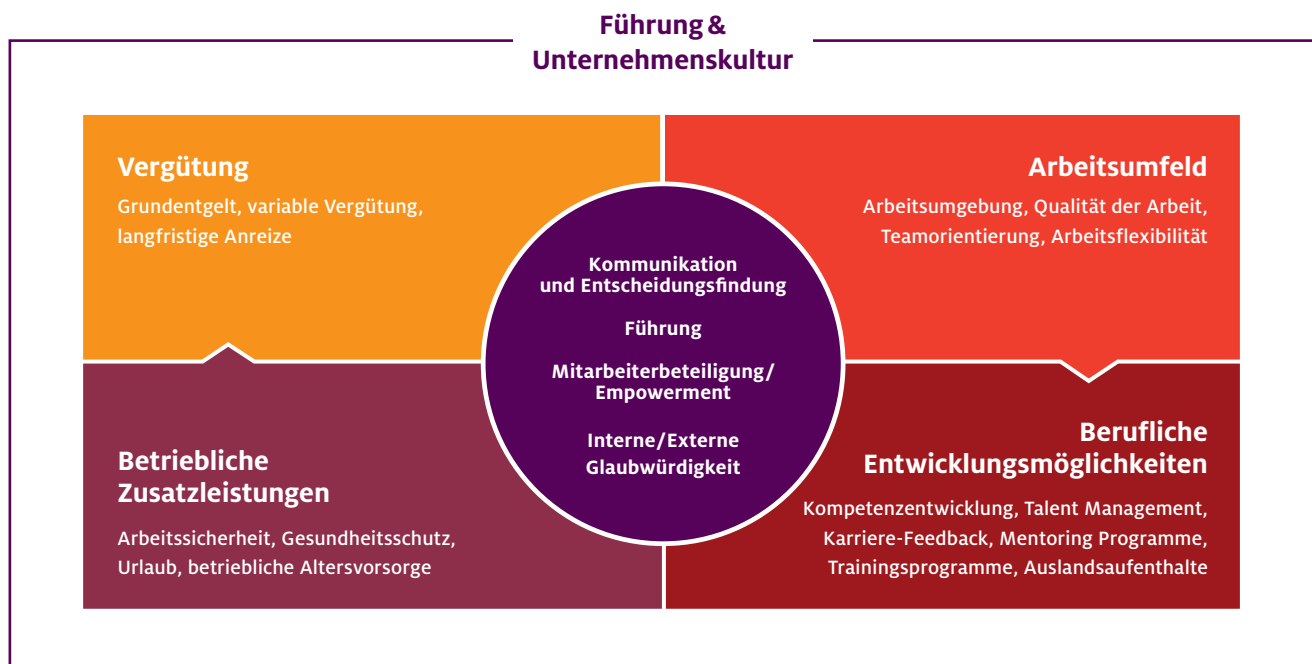 Führung &
Unternehmenskultur
Vergütung
Grundentgelt, variable Vergütung,
langfristige Anreize
Arbeitsumfeld
Arbeitsumgebung, Qualität der Arbeit,
Teamorientierung, Arbeitsflexibilität
Kommunikation
und Entscheidungsfindung
Führung
Mitarbeiterbeteiligung/
Empowerment
Interne/Externe
Glaubwürdigkeit
Betriebliche
Zusatzleistungen
Arbeitssicherheit, Gesundheitsschutz,
Urlaub, betriebliche Altersvorsorge
Berufliche
Entwicklungsmöglichkeiten
Kompetenzentwicklung, Talent Management,
Karriere-Feedback, Mentoring Programme,
Trainingsprogramme, Auslandsaufenthalte